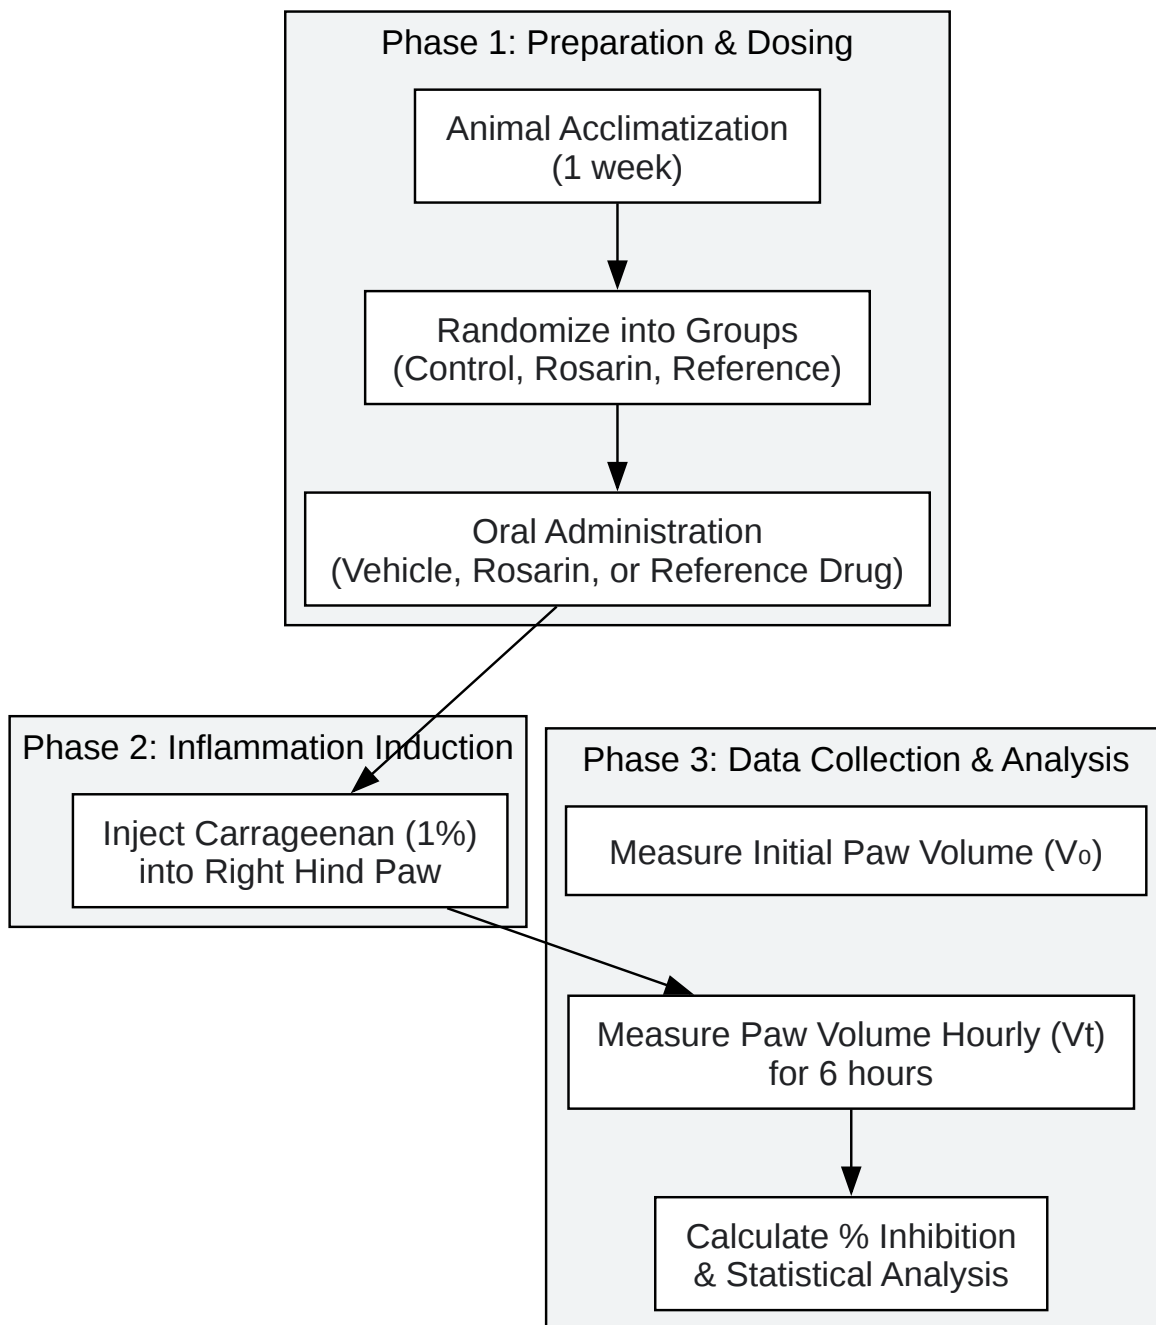 Phase 1: Preparation & Dosing
Animal Acclimatization
(1 week)
Randomize into Groups
(Control, Rosarin, Reference)
Oral Administration
(Vehicle, Rosarin, or Reference Drug)
Phase 2: Inflammation Induction
Inject Carrageenan (1%)
into Right Hind Paw
Phase 3: Data Collection & Analysis
Measure Initial Paw Volume (V₀)
Measure Paw Volume Hourly (Vt)
for 6 hours
Calculate % Inhibition
& Statistical Analysis